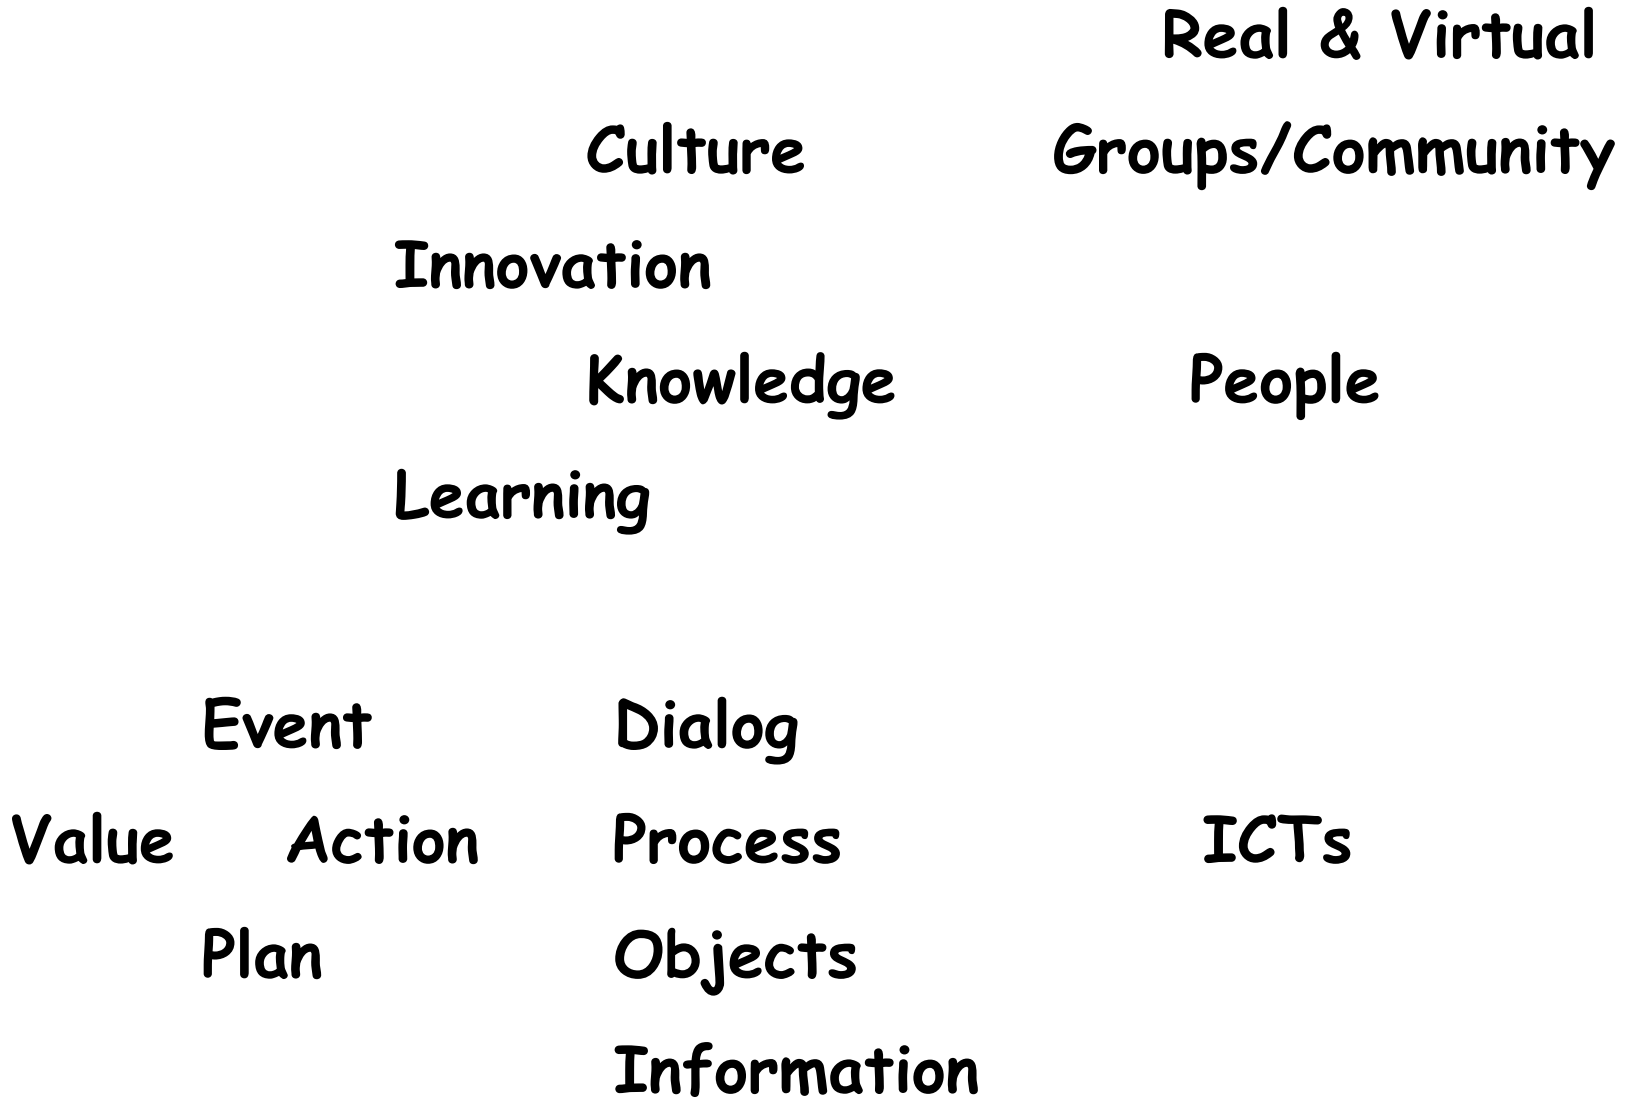 Real & Virtual
Culture Groups/Community
Innovation
Knowledge People
Learning
Event Dialog
Value Action Process ICTs
Plan Objects
Information